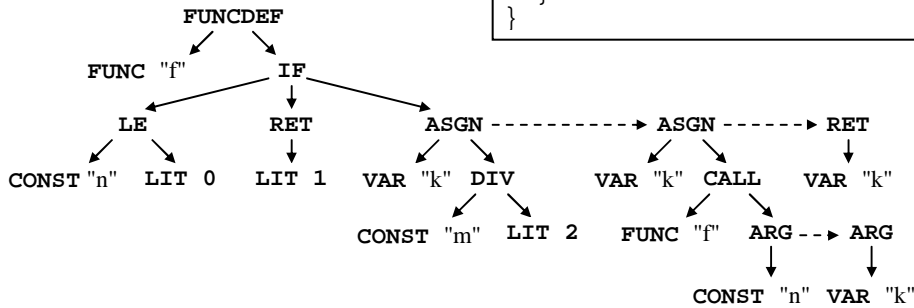 }
FUNCDEF
FUNC "f" IF
LE RET ASGN ASGN RET
CONST "n" LIT 0 LIT 1 VAR "k" DIV VAR "k" CALL VAR "k"
CONST "m" LIT 2 FUNC "f" ARG ARG
CONST "n" VAR "k"